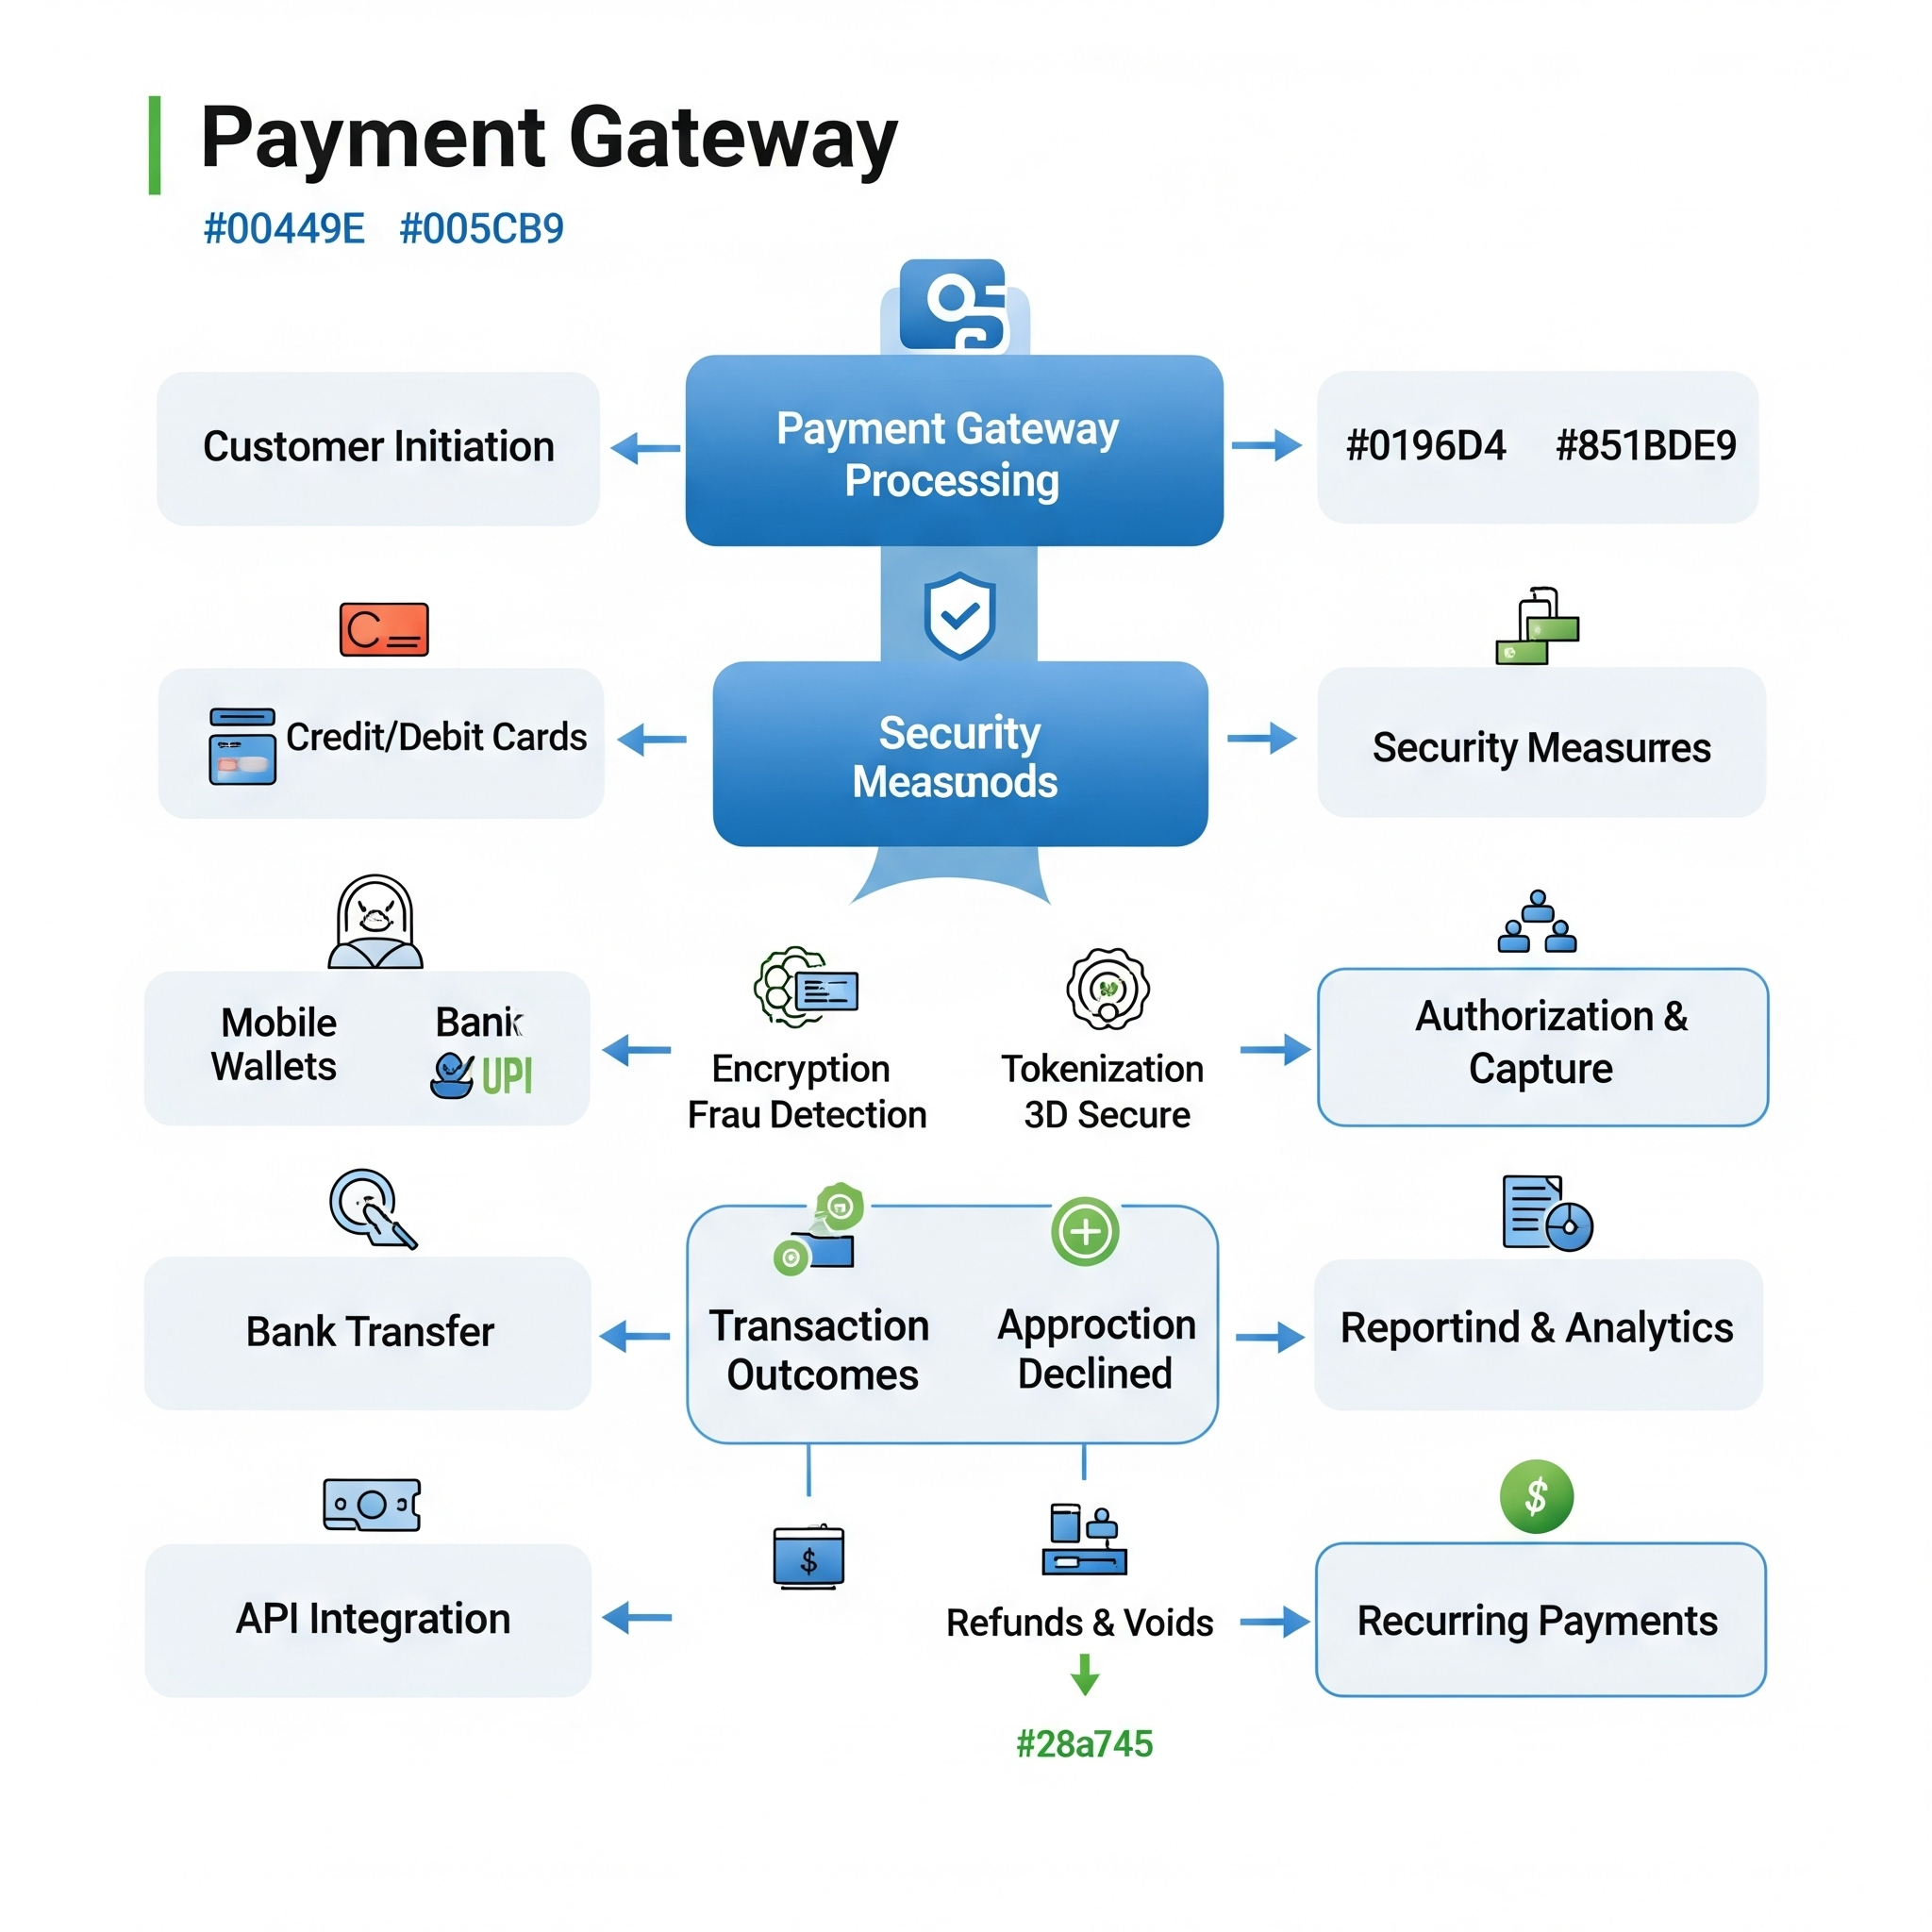 Payment Gateway
#00449E #005CB9
Customer Initiation
Payment Gateway
Processing
#0196D4 #851BDE9
Credit/Debit Cards
Security
Security Measurres
Mobile
Wallets
Bank
UPI
Encryption
Frau Detection
Tokenization
3D Secure
Authorization &
Capture
Bank Transfer
Transaction
Outcomes
Approction
Declined
Reportind & Analytics
API Integration
$
Refunds & Voids
$
Recurring Payments
#28a745